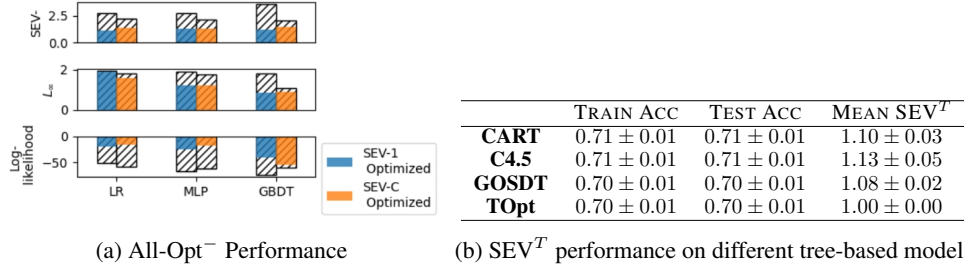 SEV-
2.5
0.0
L∞
2
0
Log-
likelihood
0
−50
LR
MLP
GBDT
SEV-1
Optimized
SEV-C
Optimized
(a) All-Opt⁻ Performance
TRAIN ACC TEST ACC MEAN SEVᵀ
CART 0.71 ± 0.01 0.71 ± 0.01 1.10 ± 0.03
C4.5 0.71 ± 0.01 0.71 ± 0.01 1.13 ± 0.05
GOSDT 0.70 ± 0.01 0.70 ± 0.01 1.08 ± 0.02
TOpt 0.70 ± 0.01 0.70 ± 0.01 1.00 ± 0.00
(b) SEVᵀ performance on different tree-based model